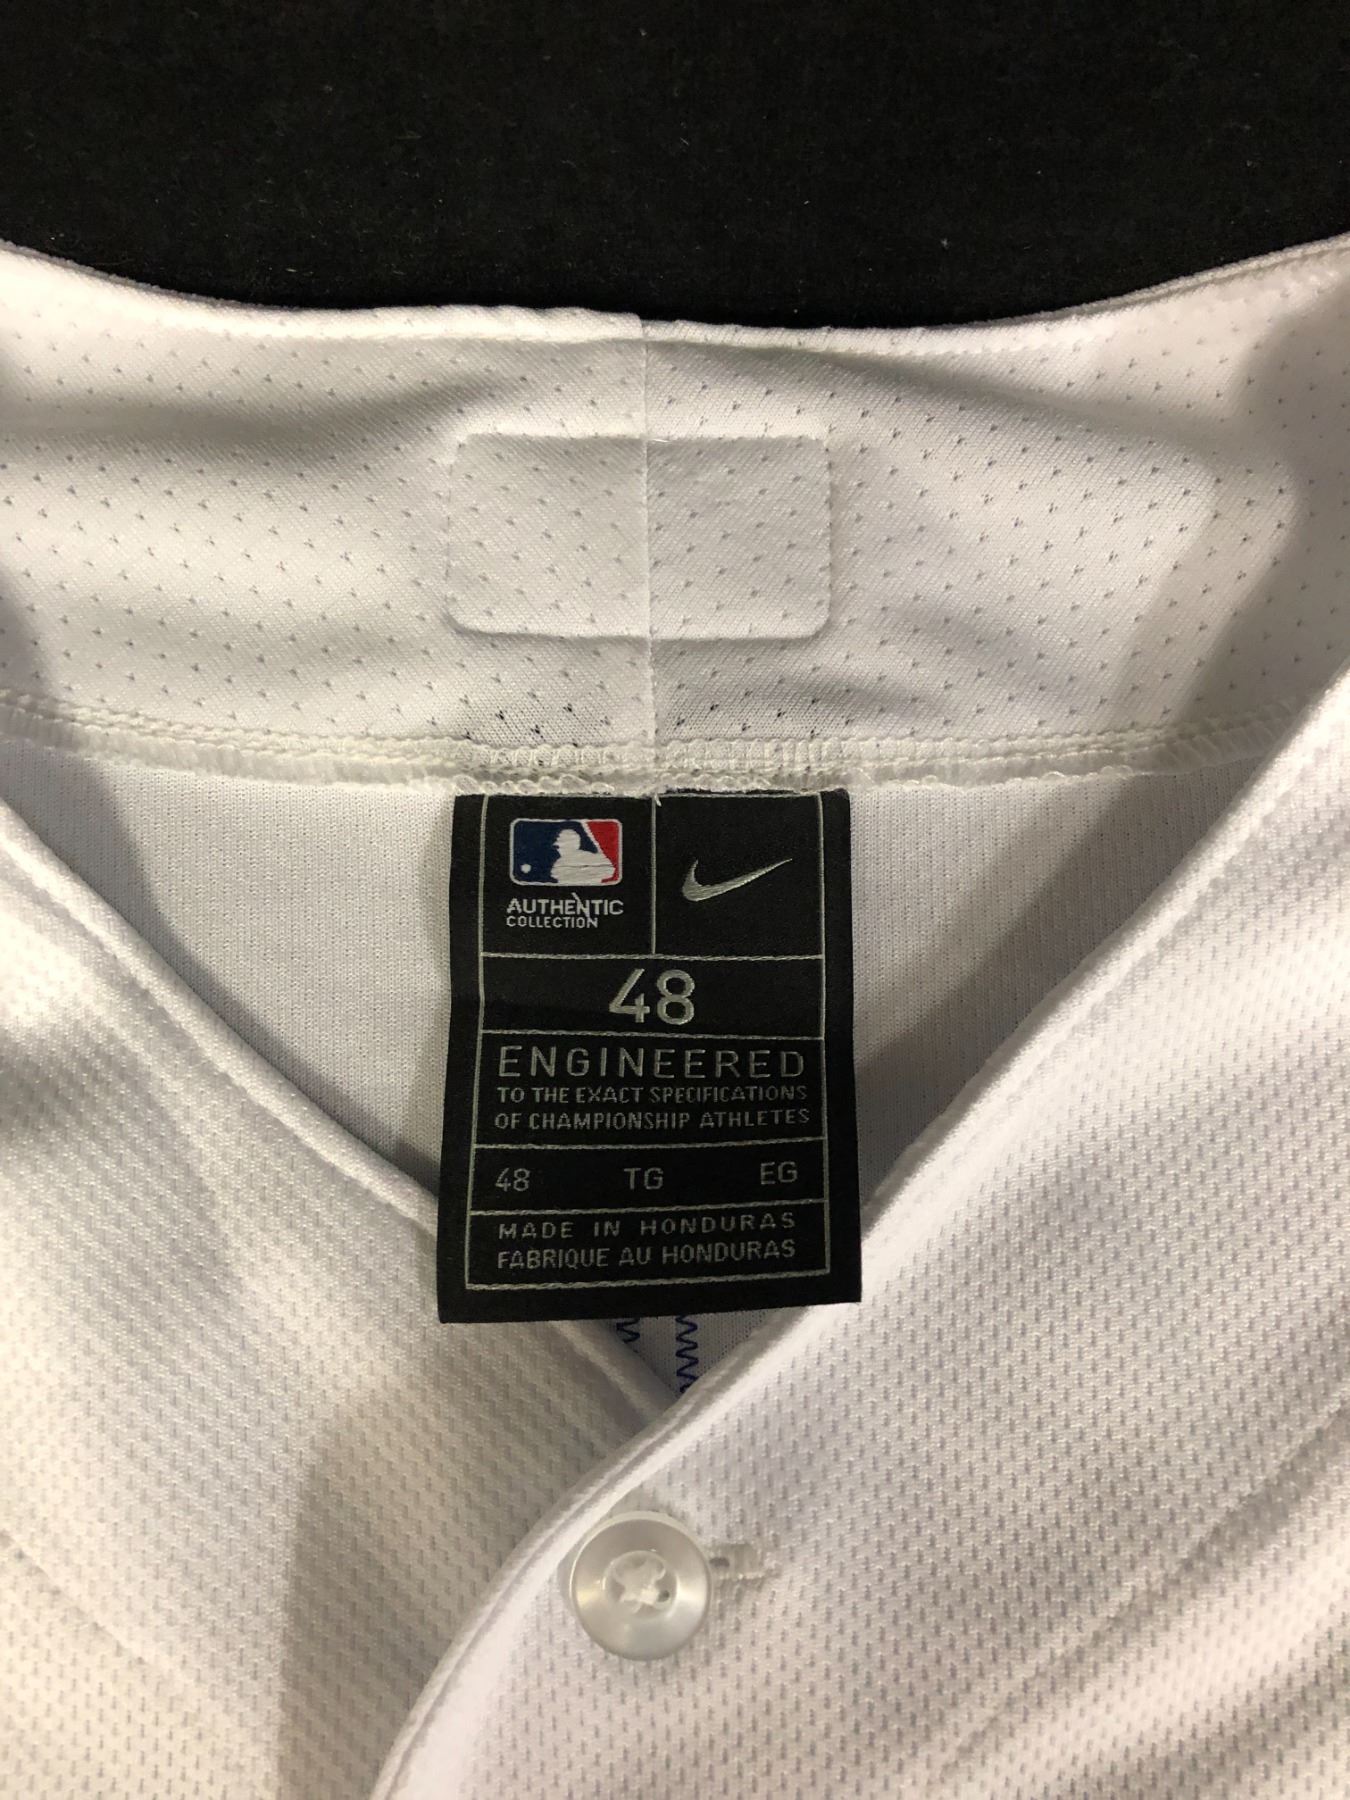 AUTHENTIC
COLLECTION
48
ENGINEERED
TO THE EXACT SPECIFICATIONS
OF CHAMPIONSHIP ATHLETES
48 TG EG
MADE IN HONDURAS
FABRIQUE AU HONDURAS